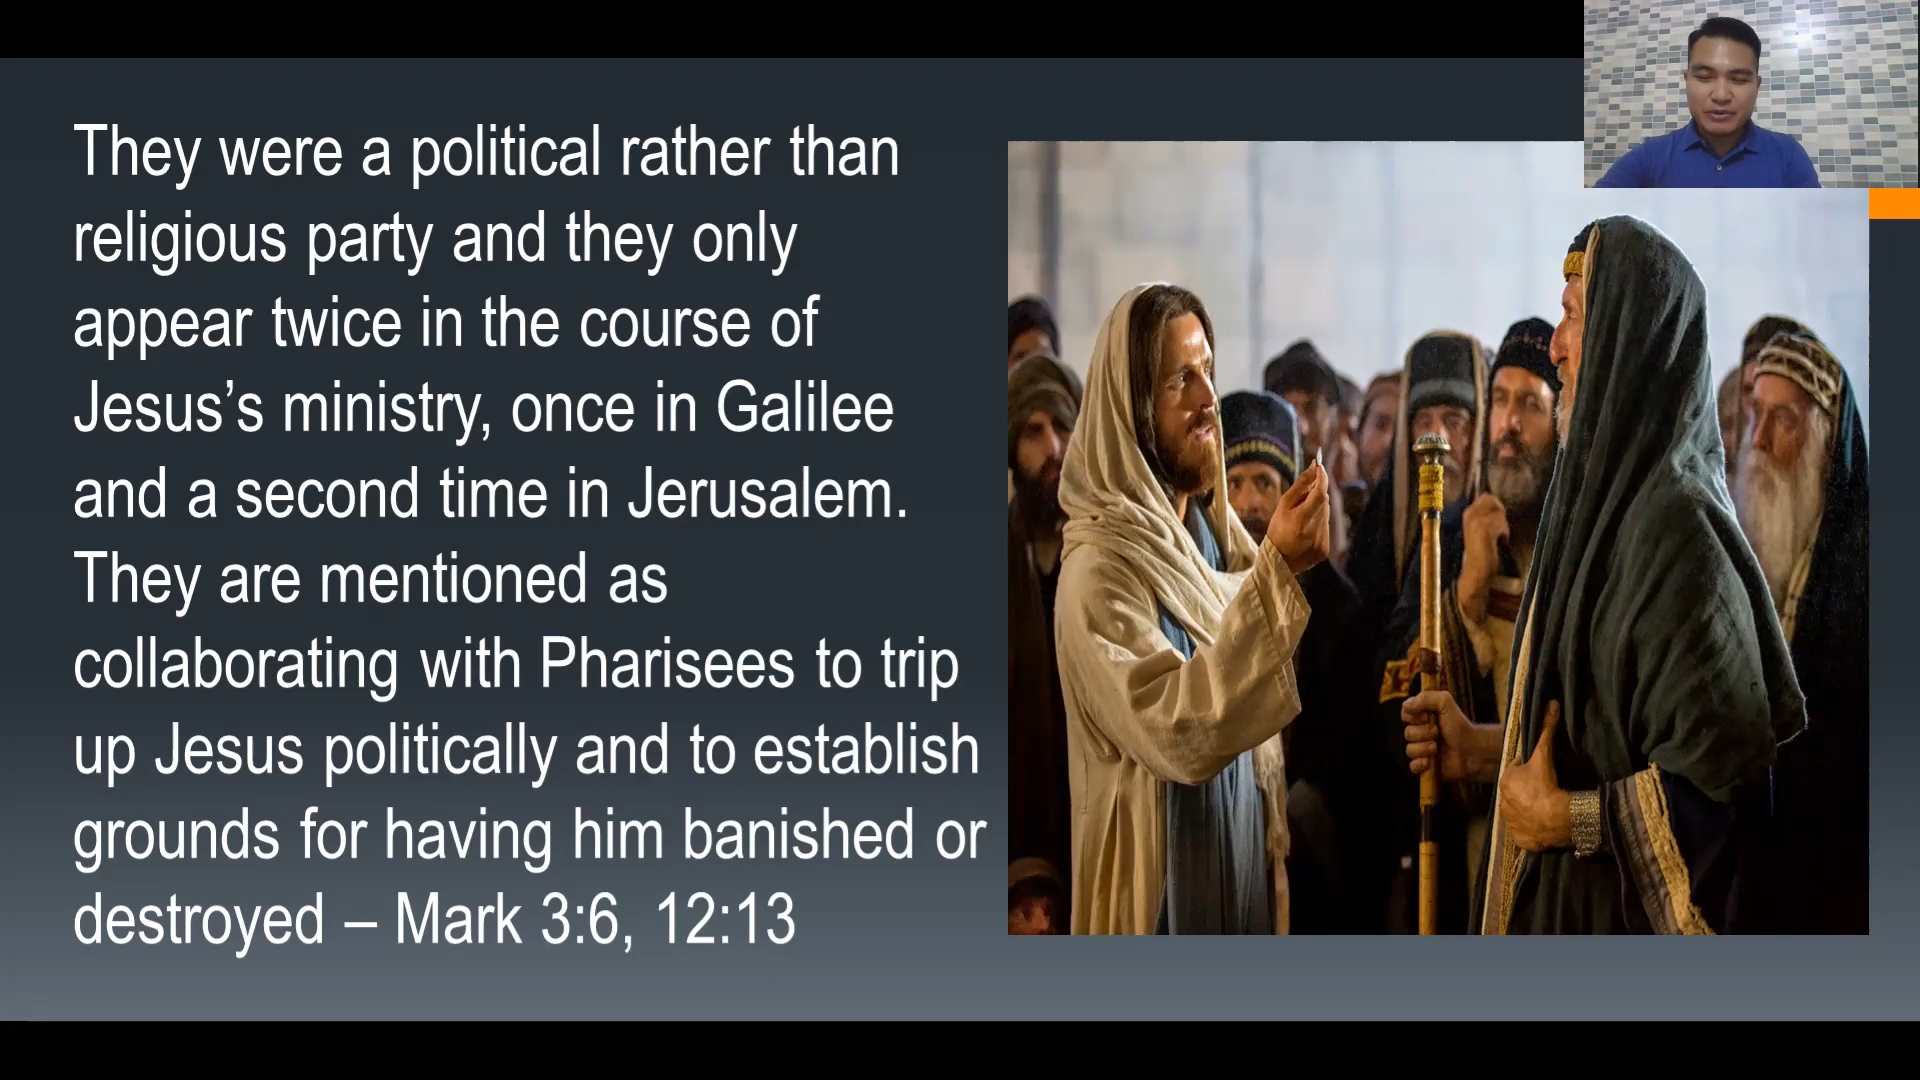 They were a political rather than
religious party and they only
appear twice in the course of
Jesus’s ministry, once in Galilee
and a second time in Jerusalem.
They are mentioned as
collaborating with Pharisees to trip
up Jesus politically and to establish
grounds for having him banished or
destroyed – Mark 3:6, 12:13